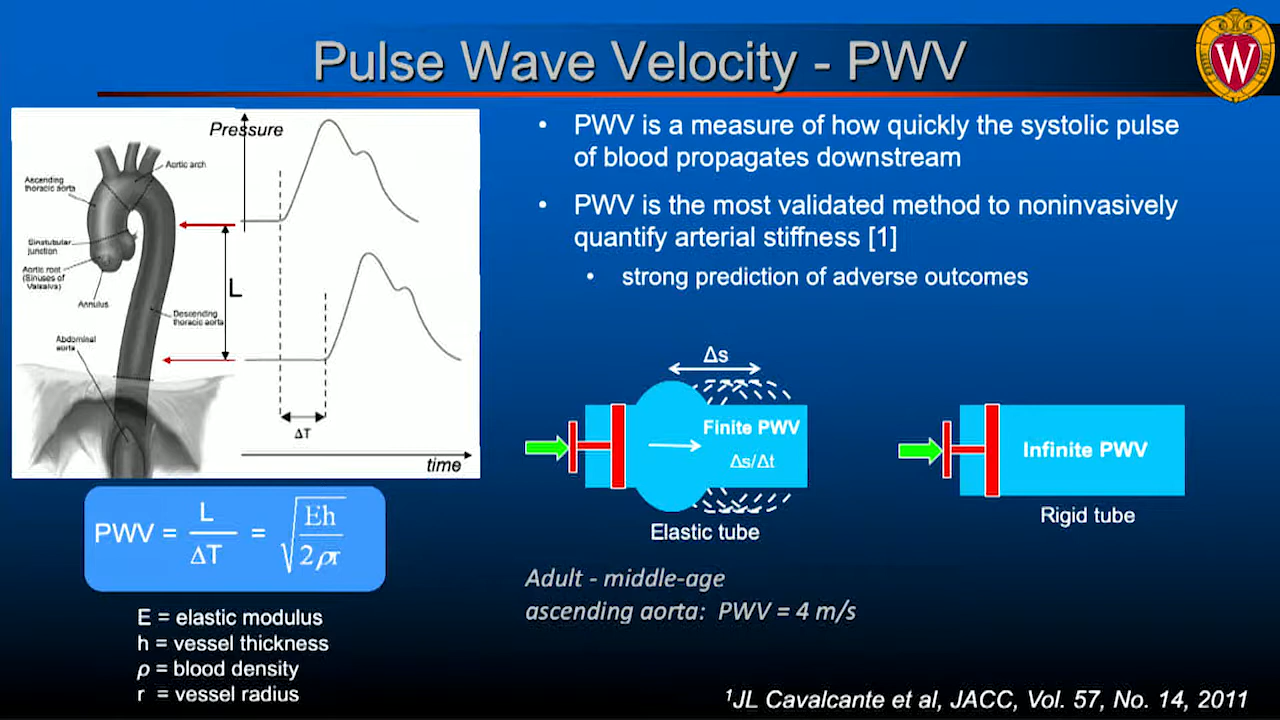 Pulse Wave Velocity - PWV
W
Pressure
Aortic arch
Ascending
thoracic aorta
Sinotubular
junction
Aortic root
(Sinuses of
Valsalva)
Annulus
Descending
thoracic aorta
Abdominal
aorta
L
ΔT
time
PWV = L / ΔT = √(Eh / 2ρr)
E = elastic modulus
h = vessel thickness
ρ = blood density
r = vessel radius
• PWV is a measure of how quickly the systolic pulse
of blood propagates downstream
• PWV is the most validated method to noninvasively
quantify arterial stiffness [1]
• strong prediction of adverse outcomes
Δs
Finite PWV
Δs/Δt
Elastic tube
Infinite PWV
Rigid tube
Adult - middle-age
ascending aorta: PWV = 4 m/s
¹JL Cavalcante et al, JACC, Vol. 57, No. 14, 2011